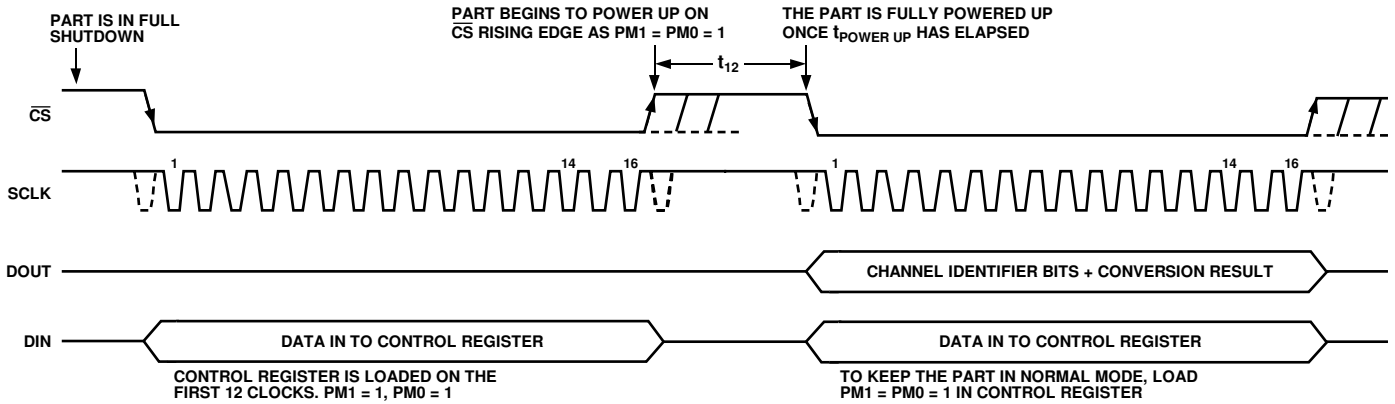 PART IS IN FULL
SHUTDOWN
PART BEGINS TO POWER UP ON
CS RISING EDGE AS PM1 = PM0 = 1
THE PART IS FULLY POWERED UP
ONCE tPOWER UP HAS ELAPSED
t12
CS
SCLK
1
14
16
1
14
16
DOUT
CHANNEL IDENTIFIER BITS + CONVERSION RESULT
DIN
DATA IN TO CONTROL REGISTER
DATA IN TO CONTROL REGISTER
CONTROL REGISTER IS LOADED ON THE
FIRST 12 CLOCKS. PM1 = 1, PM0 = 1
TO KEEP THE PART IN NORMAL MODE, LOAD
PM1 = PM0 = 1 IN CONTROL REGISTER